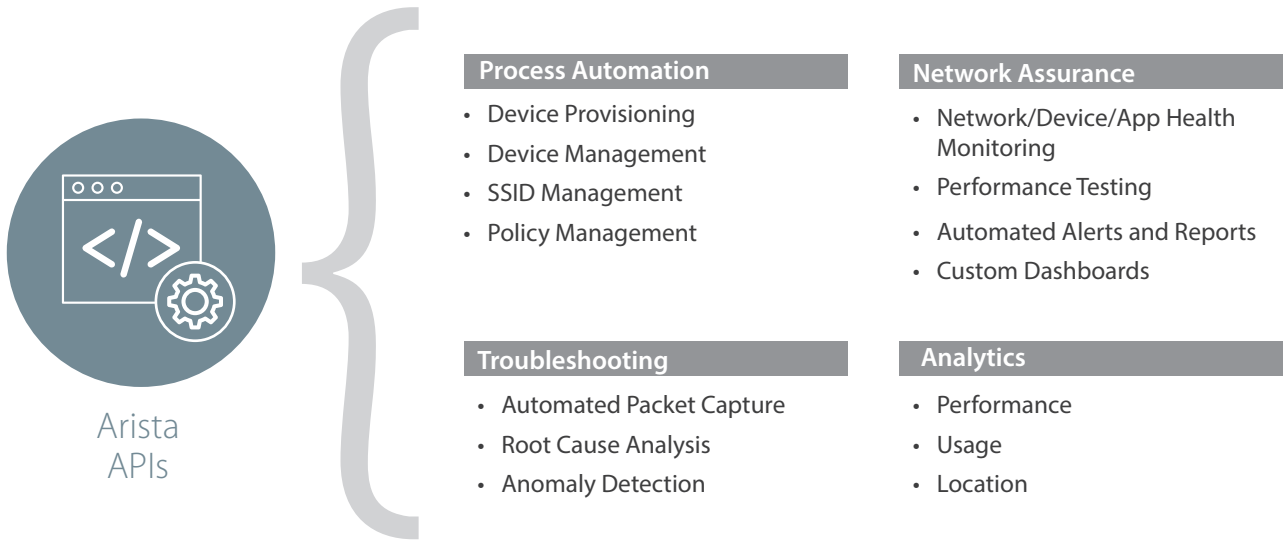 Arista
APIs
Process Automation
• Device Provisioning
• Device Management
• SSID Management
• Policy Management
Network Assurance
• Network/Device/App Health
Monitoring
• Performance Testing
• Automated Alerts and Reports
• Custom Dashboards
Troubleshooting
• Automated Packet Capture
• Root Cause Analysis
• Anomaly Detection
Analytics
• Performance
• Usage
• Location